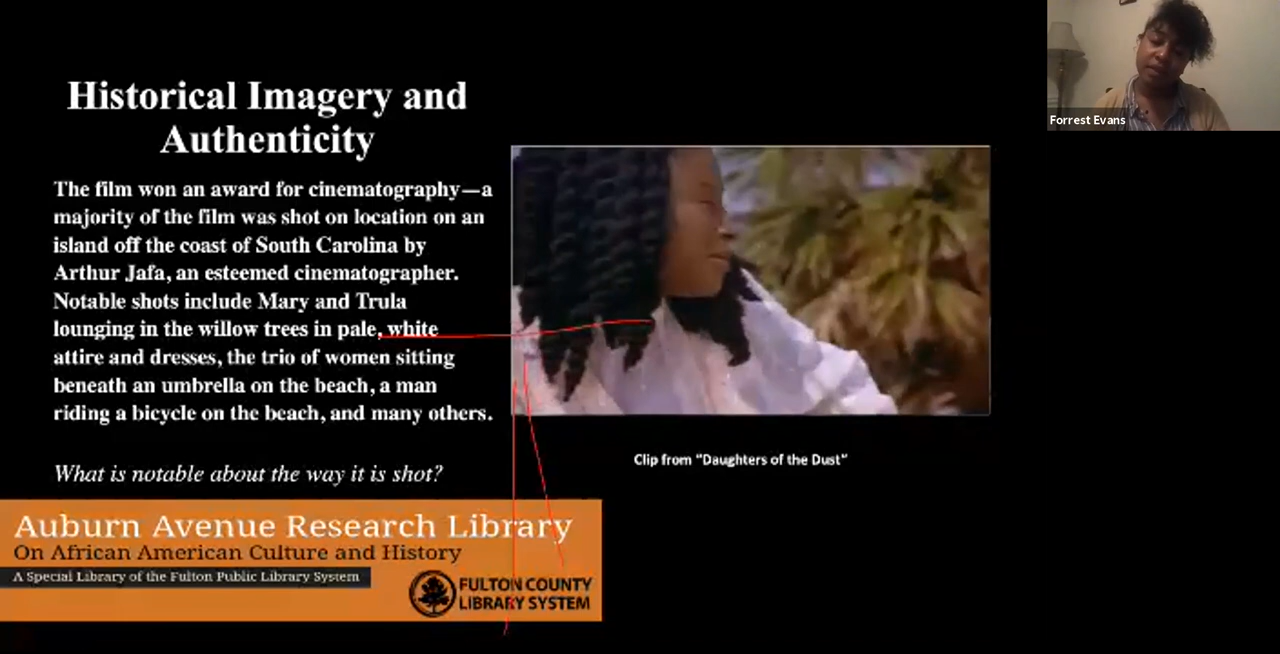 Forrest Evans
Historical Imagery and
Authenticity
The film won an award for cinematography—a
majority of the film was shot on location on an
island off the coast of South Carolina by
Arthur Jafa, an esteemed cinematographer.
Notable shots include Mary and Trula
lounging in the willow trees in pale, white
attire and dresses, the trio of women sitting
beneath an umbrella on the beach, a man
riding a bicycle on the beach, and many others.
What is notable about the way it is shot?
Clip from "Daughters of the Dust"
Auburn Avenue Research Library
On African American Culture and History
A Special Library of the Fulton Public Library System
FULTON COUNTY
LIBRARY SYSTEM